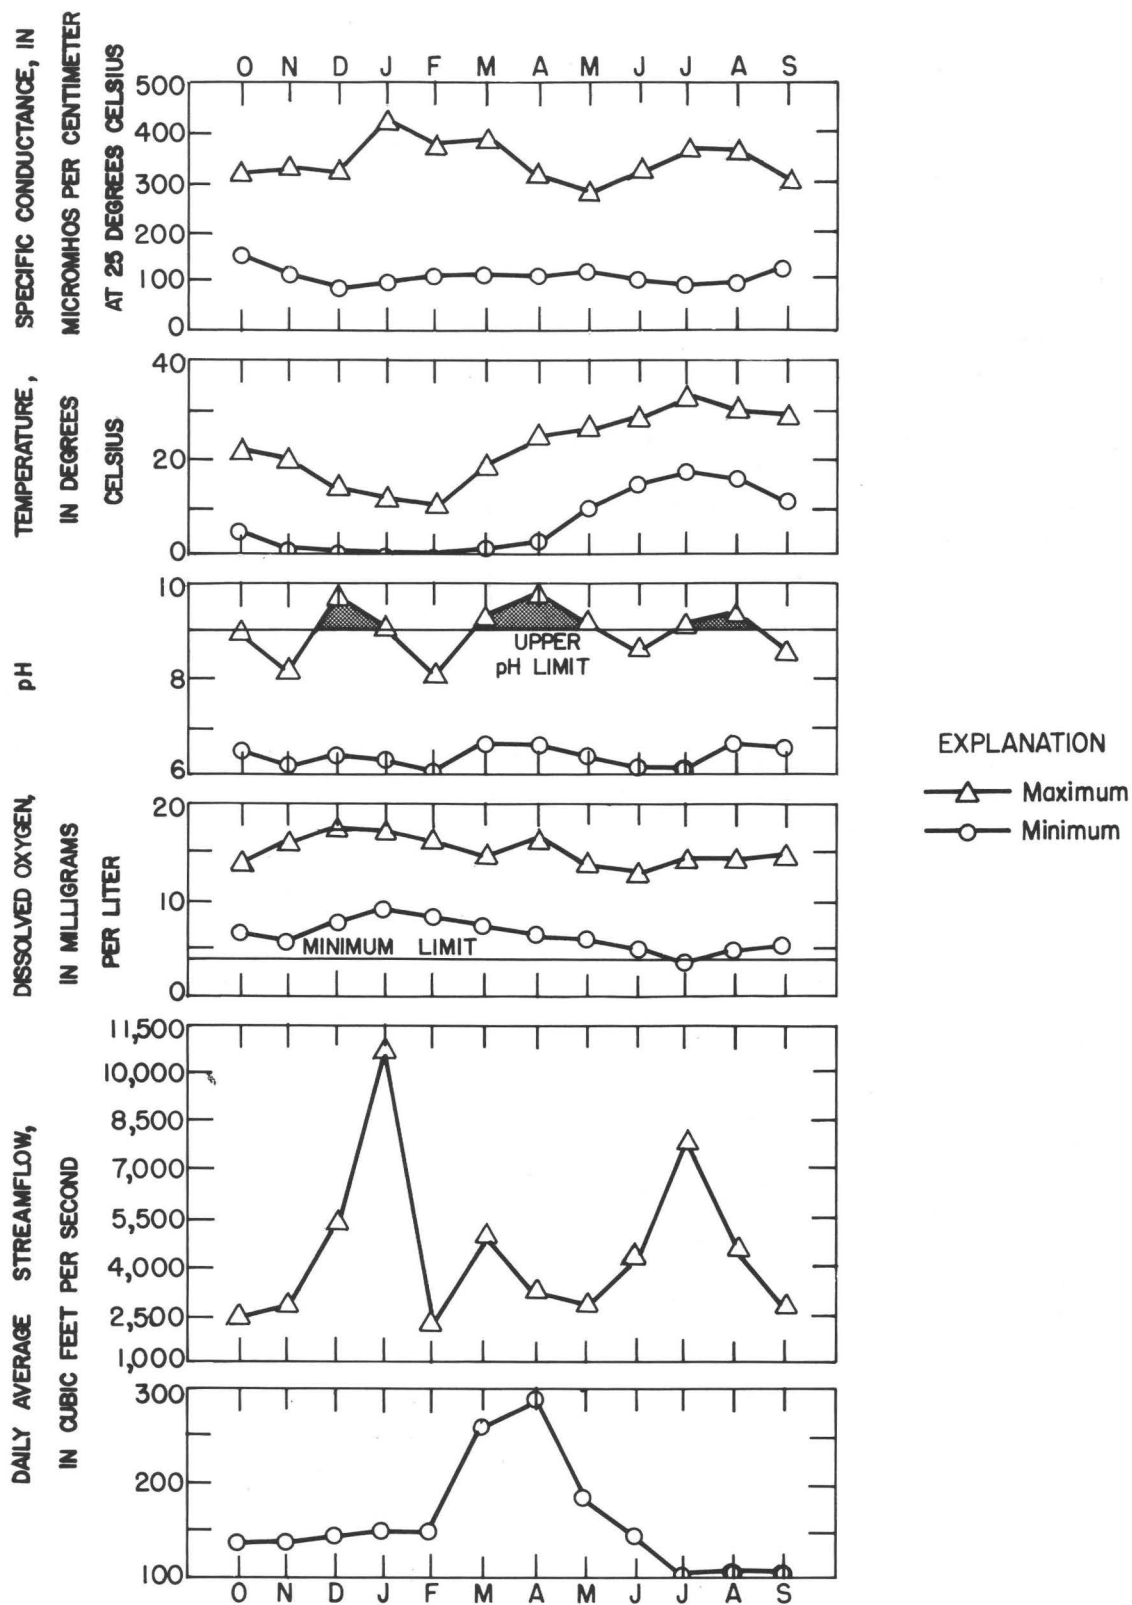 SPECIFIC CONDUCTANCE, IN
MICROMHOS PER CENTIMETER
AT 25 DEGREES CELSIUS
O N D J F M A M J J A S
500
400
300
200
100
0
TEMPERATURE,
IN DEGREES
CELSIUS
40
20
0
pH
10
8
6
UPPER
pH LIMIT
EXPLANATION
Maximum
Minimum
DISSOLVED OXYGEN,
IN MILLIGRAMS
PER LITER
20
10
0
MINIMUM LIMIT
DAILY AVERAGE STREAMFLOW,
IN CUBIC FEET PER SECOND
11,500
10,000
8,500
7,000
5,500
4,000
2,500
1,000
300
200
100
O N D J F M A M J J A S